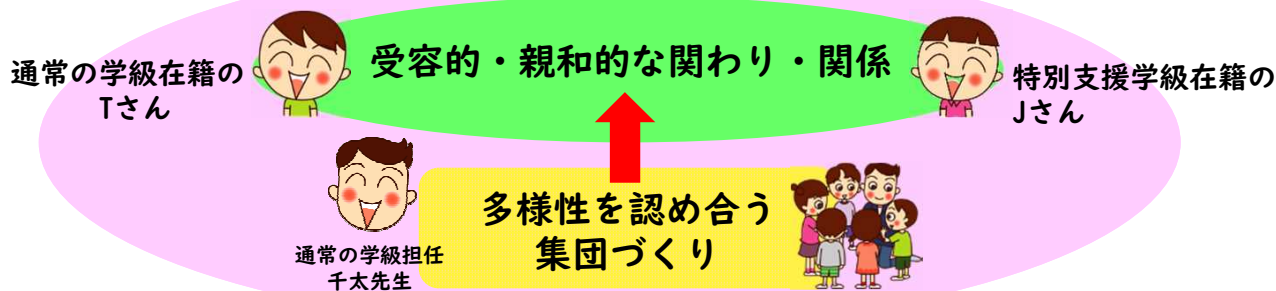 通常の学級在籍の
Tさん
受容的・親和的な関わり・関係
特別支援学級在籍の
Jさん
通常の学級担任
千太先生
多様性を認め合う
集団づくり